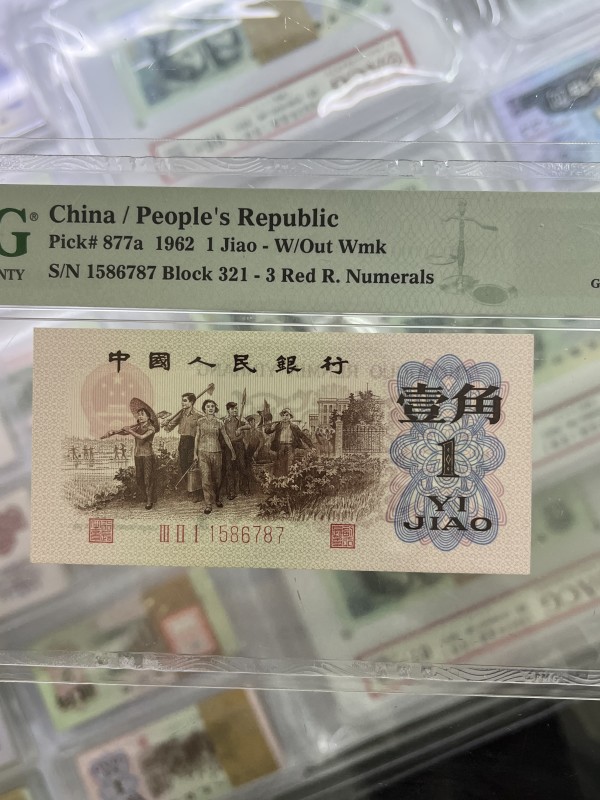 G®
NTY
China / People's Republic
Pick# 877a 1962 1 Jiao - W/Out Wmk
S/N 1586787 Block 321 - 3 Red R. Numerals
G
中國人民銀行
壹角
1
YI
JIAO
III II I 1586787